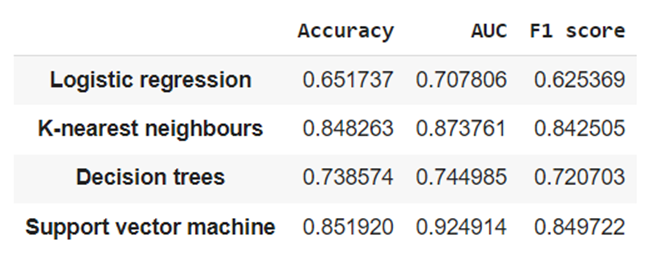 Accuracy AUC F1 score
Logistic regression 0.651737 0.707806 0.625369
K-nearest neighbours 0.848263 0.873761 0.842505
Decision trees 0.738574 0.744985 0.720703
Support vector machine 0.851920 0.924914 0.849722